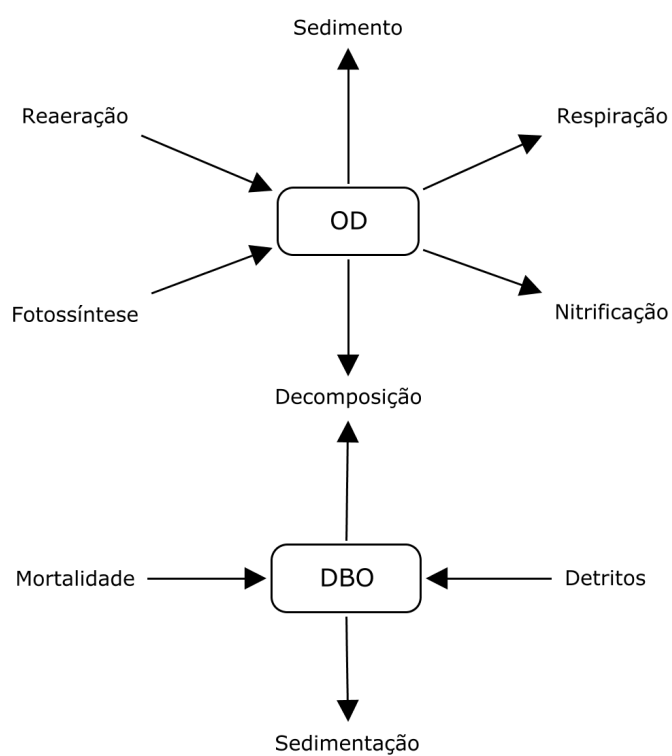 Sedimento
Reaeração
Respiração
OD
Fotossíntese
Nitrificação
Decomposição
Mortalidade
DBO
Detritos
Sedimentação